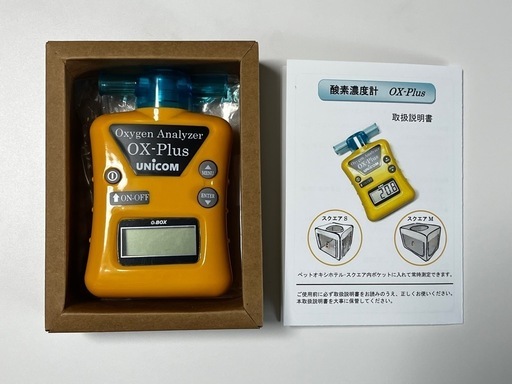 Oxygen Analyzer
OX-Plus
UNICOM
MENU
ON-OFF
ENTER
O₂BOX
酸素濃度計 OX-Plus
取扱説明書
OX-Plus
20.8
スクエア S
スクエア M
ペットオキシホテル・スクエア内ポケットに入れて常時測定できます。
ご使用前に必ず取扱説明書をお読みのうえ、正しくお使いください。
本取扱説明書を大事に保管してください。